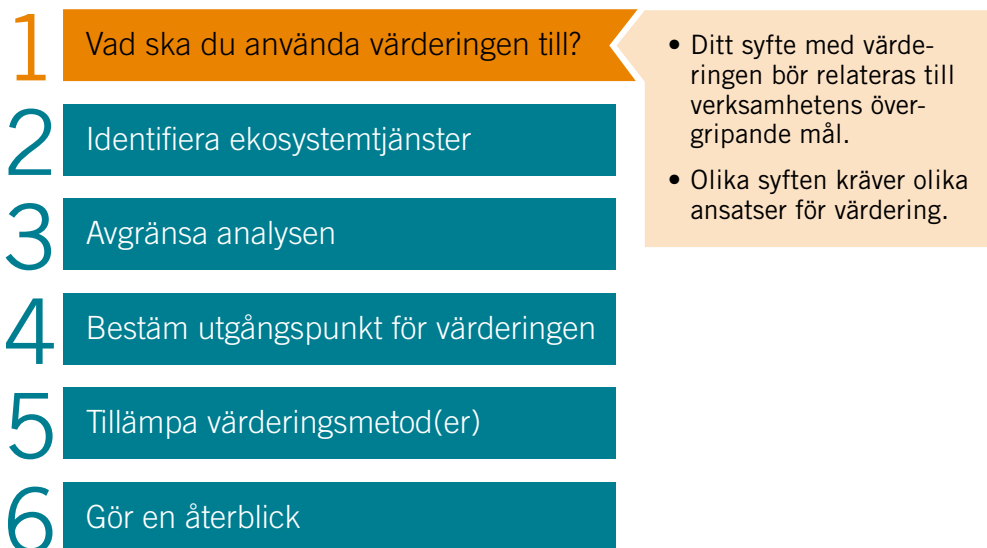 1 Vad ska du använda värderingen till?
• Ditt syfte med värde-
ringen bör relateras till
verksamhetens över-
gripande mål.
• Olika syften kräver olika
ansatser för värdering.
2 Identifiera ekosystemtjänster
3 Avgränsa analysen
4 Bestäm utgångspunkt för värderingen
5 Tillämpa värderingsmetod(er)
6 Gör en återblick